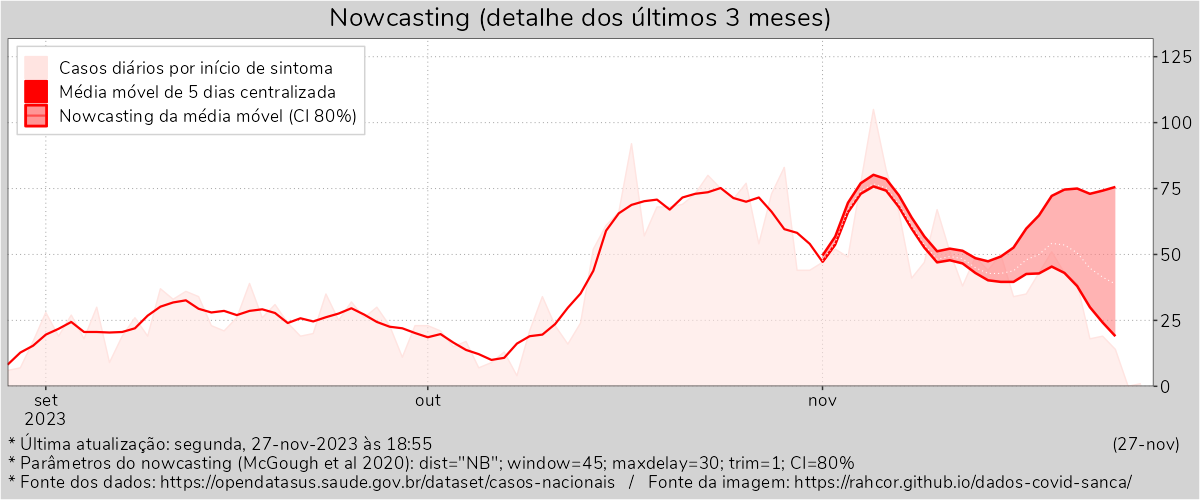 Nowcasting (detalhe dos últimos 3 meses)
Casos diários por início de sintoma
Média móvel de 5 dias centralizada
Nowcasting da média móvel (CI 80%)
125
100
75
50
25
0
set
2023
out
nov
* Última atualização: segunda, 27-nov-2023 às 18:55
(27-nov)
* Parâmetros do nowcasting (McGough et al 2020): dist="NB"; window=45; maxdelay=30; trim=1; CI=80%
* Fonte dos dados: https://opendatasus.saude.gov.br/dataset/casos-nacionais / Fonte da imagem: https://rahcor.github.io/dados-covid-sanca/